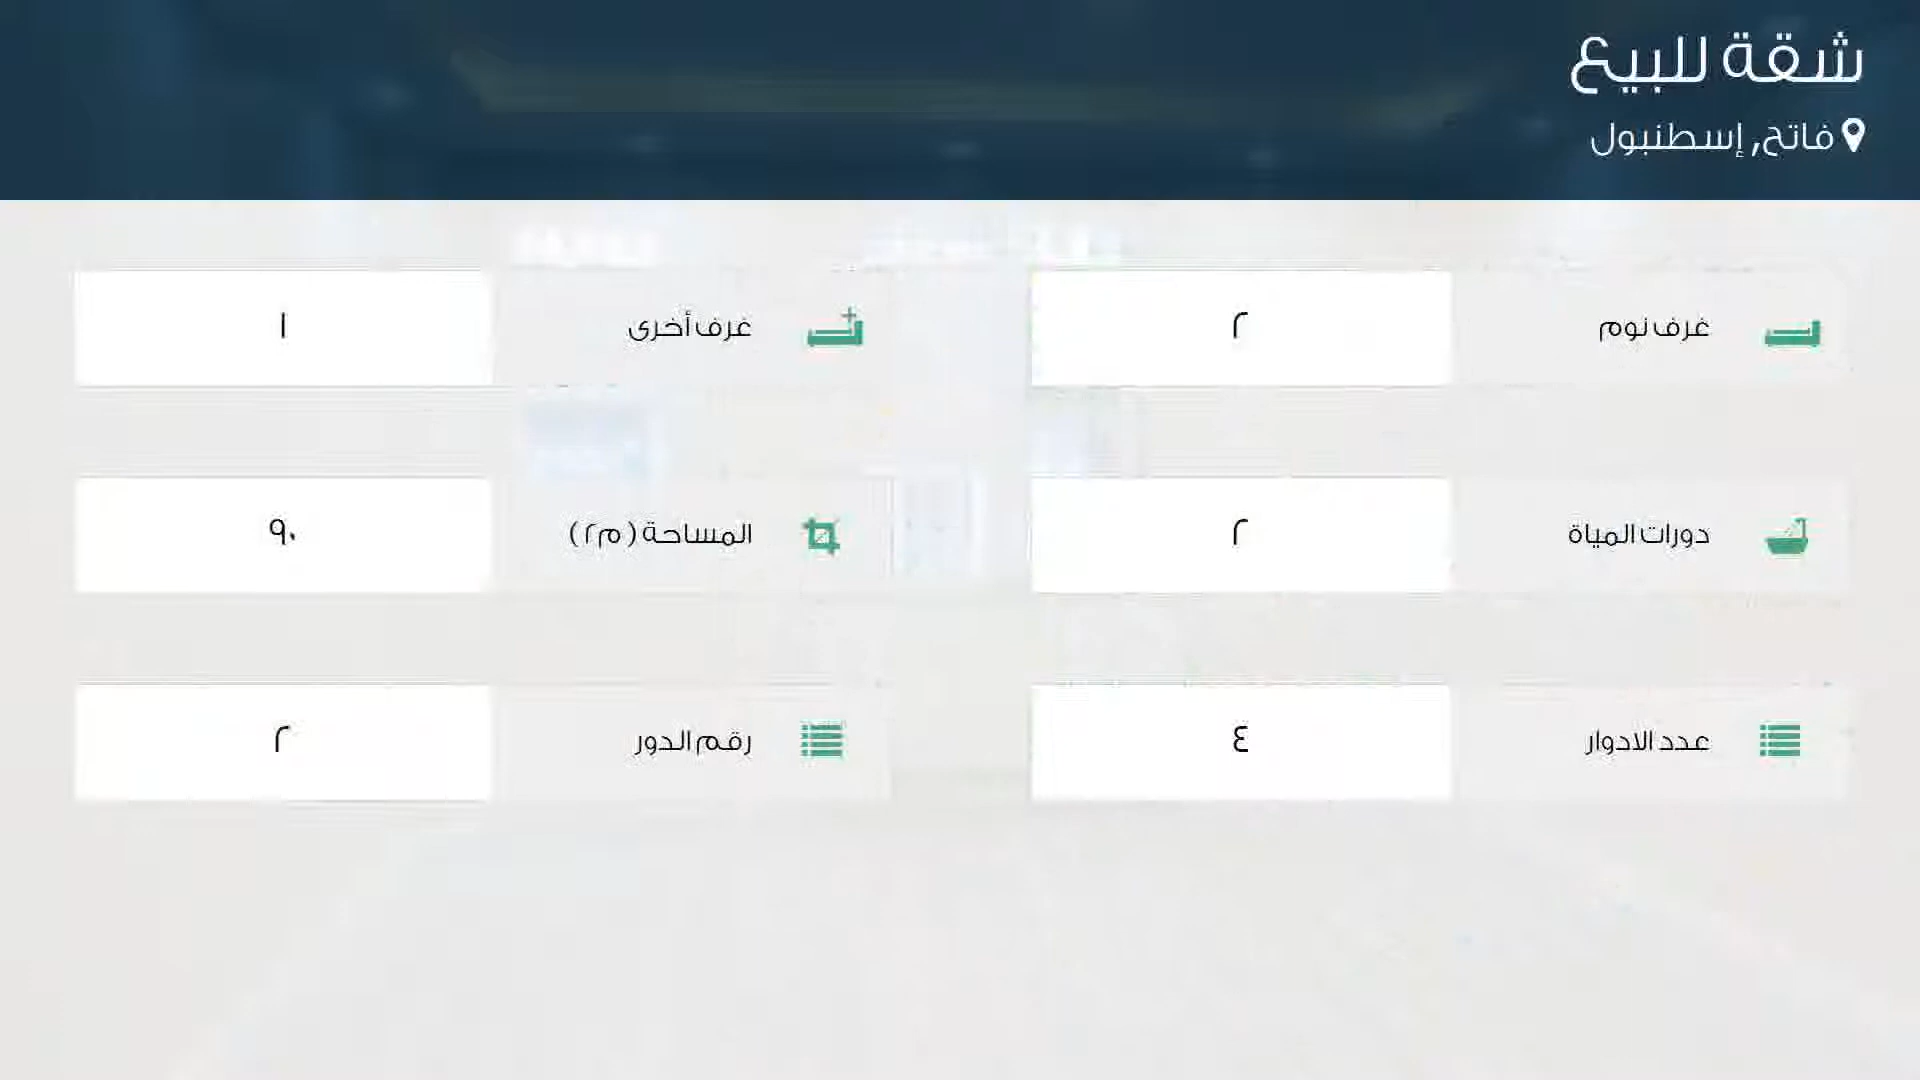 شقة للبيع
فاتح, إسطنبول
غرف نوم ٢
غرف أخرى ١
دورات المياة ٢
المساحة (م٢) ٩٠
عدد الادوار ٤
رقم الدور ٢